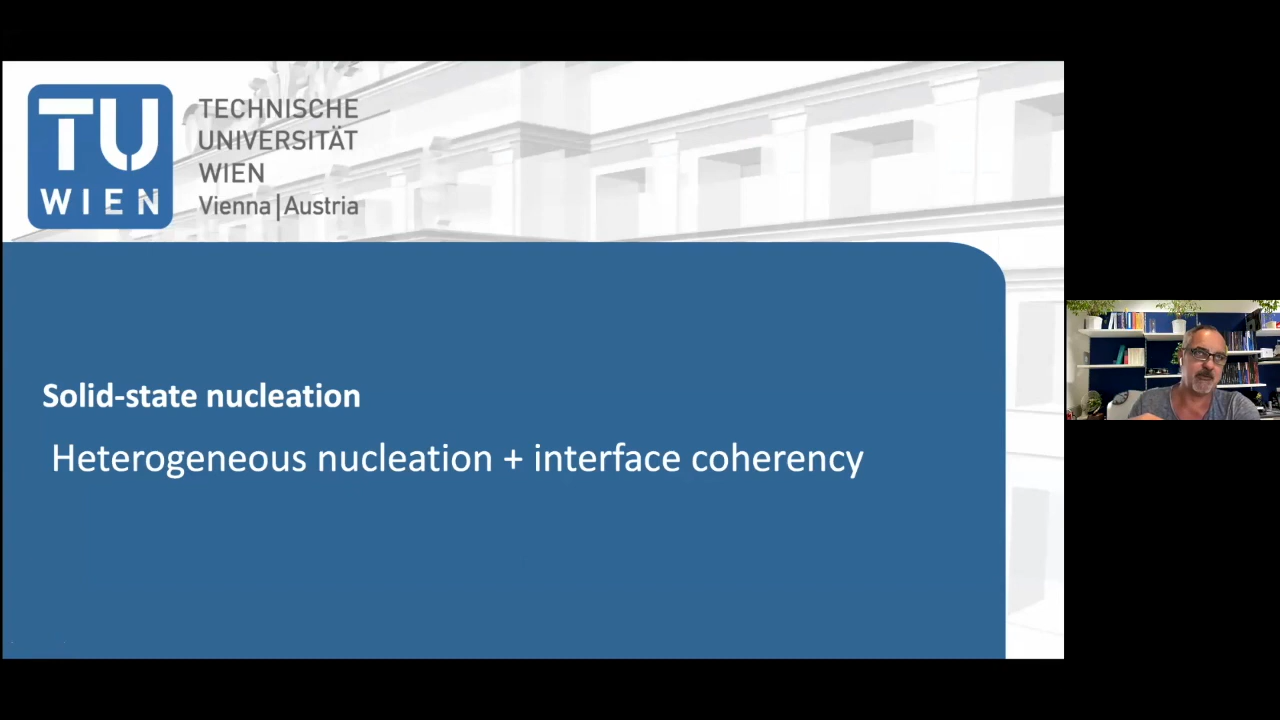 TU
WIEN
TECHNISCHE
UNIVERSITÄT
WIEN
Vienna|Austria
Solid-state nucleation
Heterogeneous nucleation + interface coherency